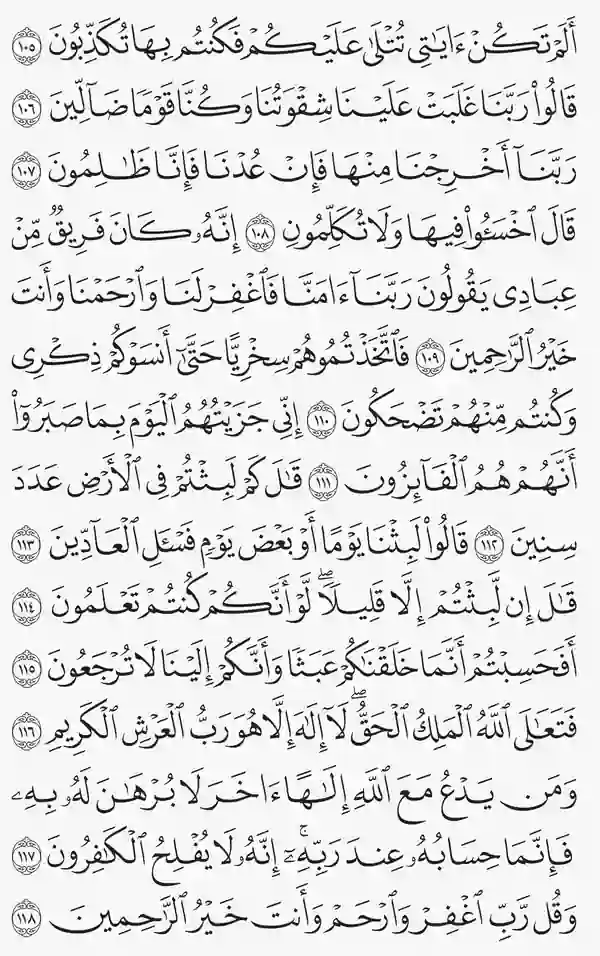 أَلَمْ تَكُنْ ءَايَـٰتِى تُتْلَىٰ عَلَيْكُمْ فَكُنتُم بِهَا تُكَذِّبُونَ ١٠٥
قَالُوا۟ رَبَّنَا غَلَبَتْ عَلَيْنَا شِقْوَتُنَا وَكُنَّا قَوْمًا ضَآلِّينَ ١٠٦
رَبَّنَآ أَخْرِجْنَا مِنْهَا فَإِنْ عُدْنَا فَإِنَّا ظَـٰلِمُونَ ١٠٧
قَالَ ٱخْسَـُٔوا۟ فِيهَا وَلَا تُكَلِّمُونِ ١٠٨ إِنَّهُۥ كَانَ فَرِيقٌ مِّنْ
عِبَادِى يَقُولُونَ رَبَّنَآ ءَامَنَّا فَٱغْفِرْ لَنَا وَٱرْحَمْنَا وَأَنتَ
خَيْرُ ٱلرَّٰحِمِينَ ١٠٩ فَٱتَّخَذْتُمُوهُمْ سِخْرِيًّا حَتَّىٰٓ أَنسَوْكُمْ ذِكْرِى
وَكُنتُم مِّنْهُمْ تَضْحَكُونَ ١١٠ إِنِّى جَزَيْتُهُمُ ٱلْيَوْمَ بِمَا صَبَرُوٓا۟
أَنَّهُمْ هُمُ ٱلْفَآئِزُونَ ١١١ قَـٰلَ كَمْ لَبِثْتُمْ فِى ٱلْأَرْضِ عَدَدَ
سِنِينَ ١١٢ قَالُوا۟ لَبِثْنَا يَوْمًا أَوْ بَعْضَ يَوْمٍ فَسْـَٔلِ ٱلْعَآدِّينَ ١١٣
قَـٰلَ إِن لَّبِثْتُمْ إِلَّا قَلِيلًا ۖ لَّوْ أَنَّكُمْ كُنتُمْ تَعْلَمُونَ ١١٤
أَفَحَسِبْتُمْ أَنَّمَا خَلَقْنَـٰكُمْ عَبَثًا وَأَنَّكُمْ إِلَيْنَا لَا تُرْجَعُونَ ١١٥
فَتَعَـٰلَى ٱللَّهُ ٱلْمَلِكُ ٱلْحَقُّ ۖ لَآ إِلَـٰهَ إِلَّا هُوَ رَبُّ ٱلْعَرْشِ ٱلْكَرِيمِ ١١٦
وَمَن يَدْعُ مَعَ ٱللَّهِ إِلَـٰهًا ءَاخَرَ لَا بُرْهَـٰنَ لَهُۥ بِهِۦ
فَإِنَّمَا حِسَابُهُۥ عِندَ رَبِّهِۦٓ ۚ إِنَّهُۥ لَا يُفْلِحُ ٱلْكَـٰفِرُونَ ١١٧
وَقُل رَّبِّ ٱغْفِرْ وَٱرْحَمْ وَأَنتَ خَيْرُ ٱلرَّٰحِمِينَ ١١٨